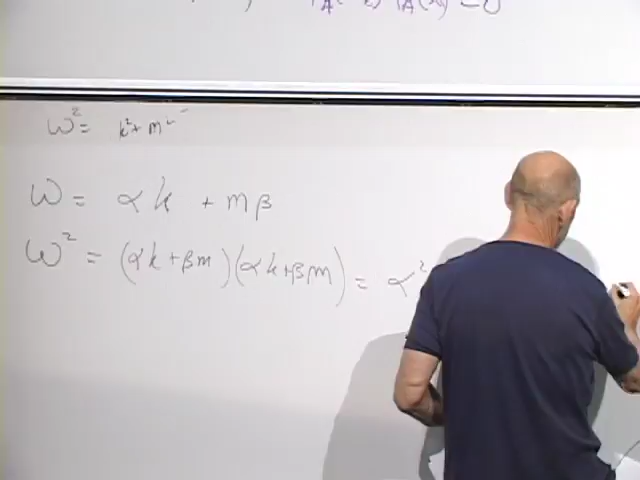 ω² = k² + m²
ω = αk + mβ
ω² = (αk + βm)(αk + βm) = α²